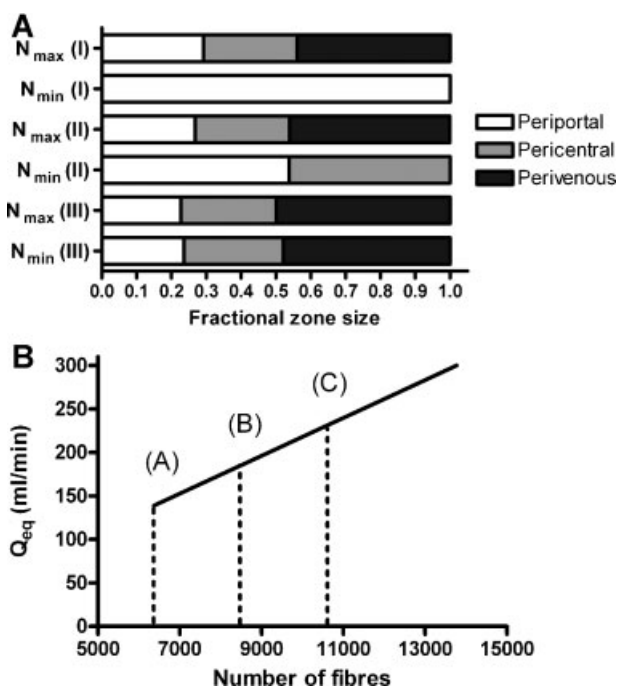 A
N max (I)
N min (I)
N max (II)
N min (II)
N max (III)
N min (III)
0.0 0.1 0.2 0.3 0.4 0.5 0.6 0.7 0.8 0.9 1.0
Fractional zone size
Periportal
Pericentral
Perivenous
B
300
250
200
150
100
50
0
Qeq (ml/min)
(A)
(B)
(C)
5000 7000 9000 11000 13000 15000
Number of fibres